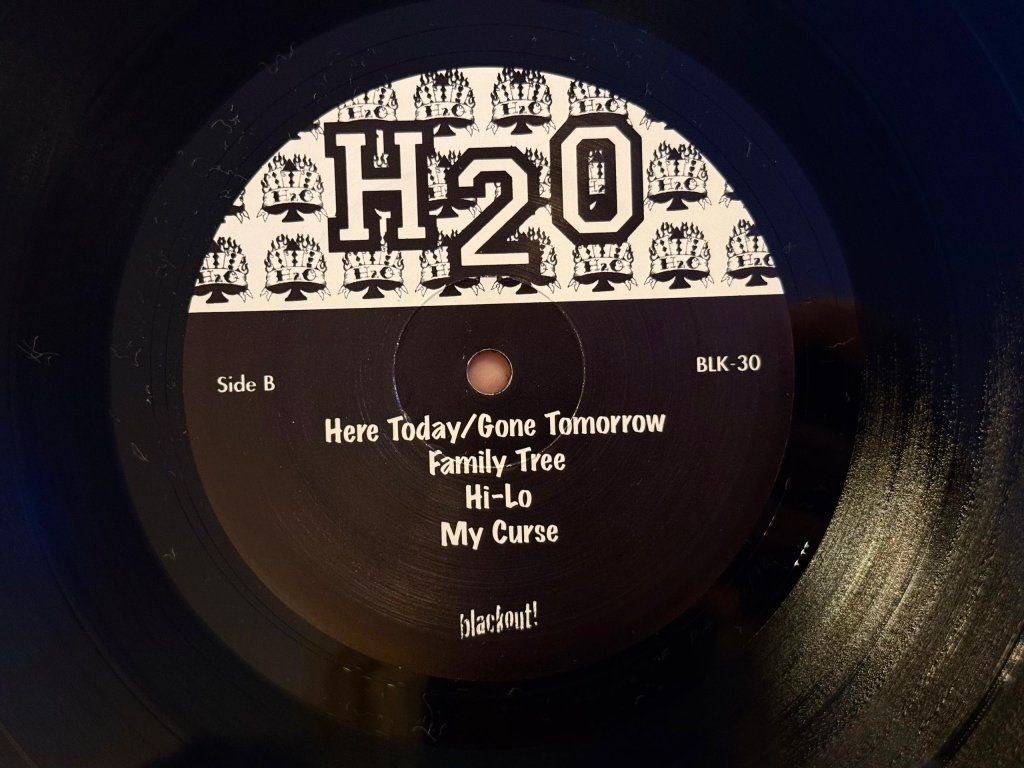 H2O
Side B
BLK-30
Here Today/Gone Tomorrow
Family Tree
Hi-Lo
My Curse
blackout!